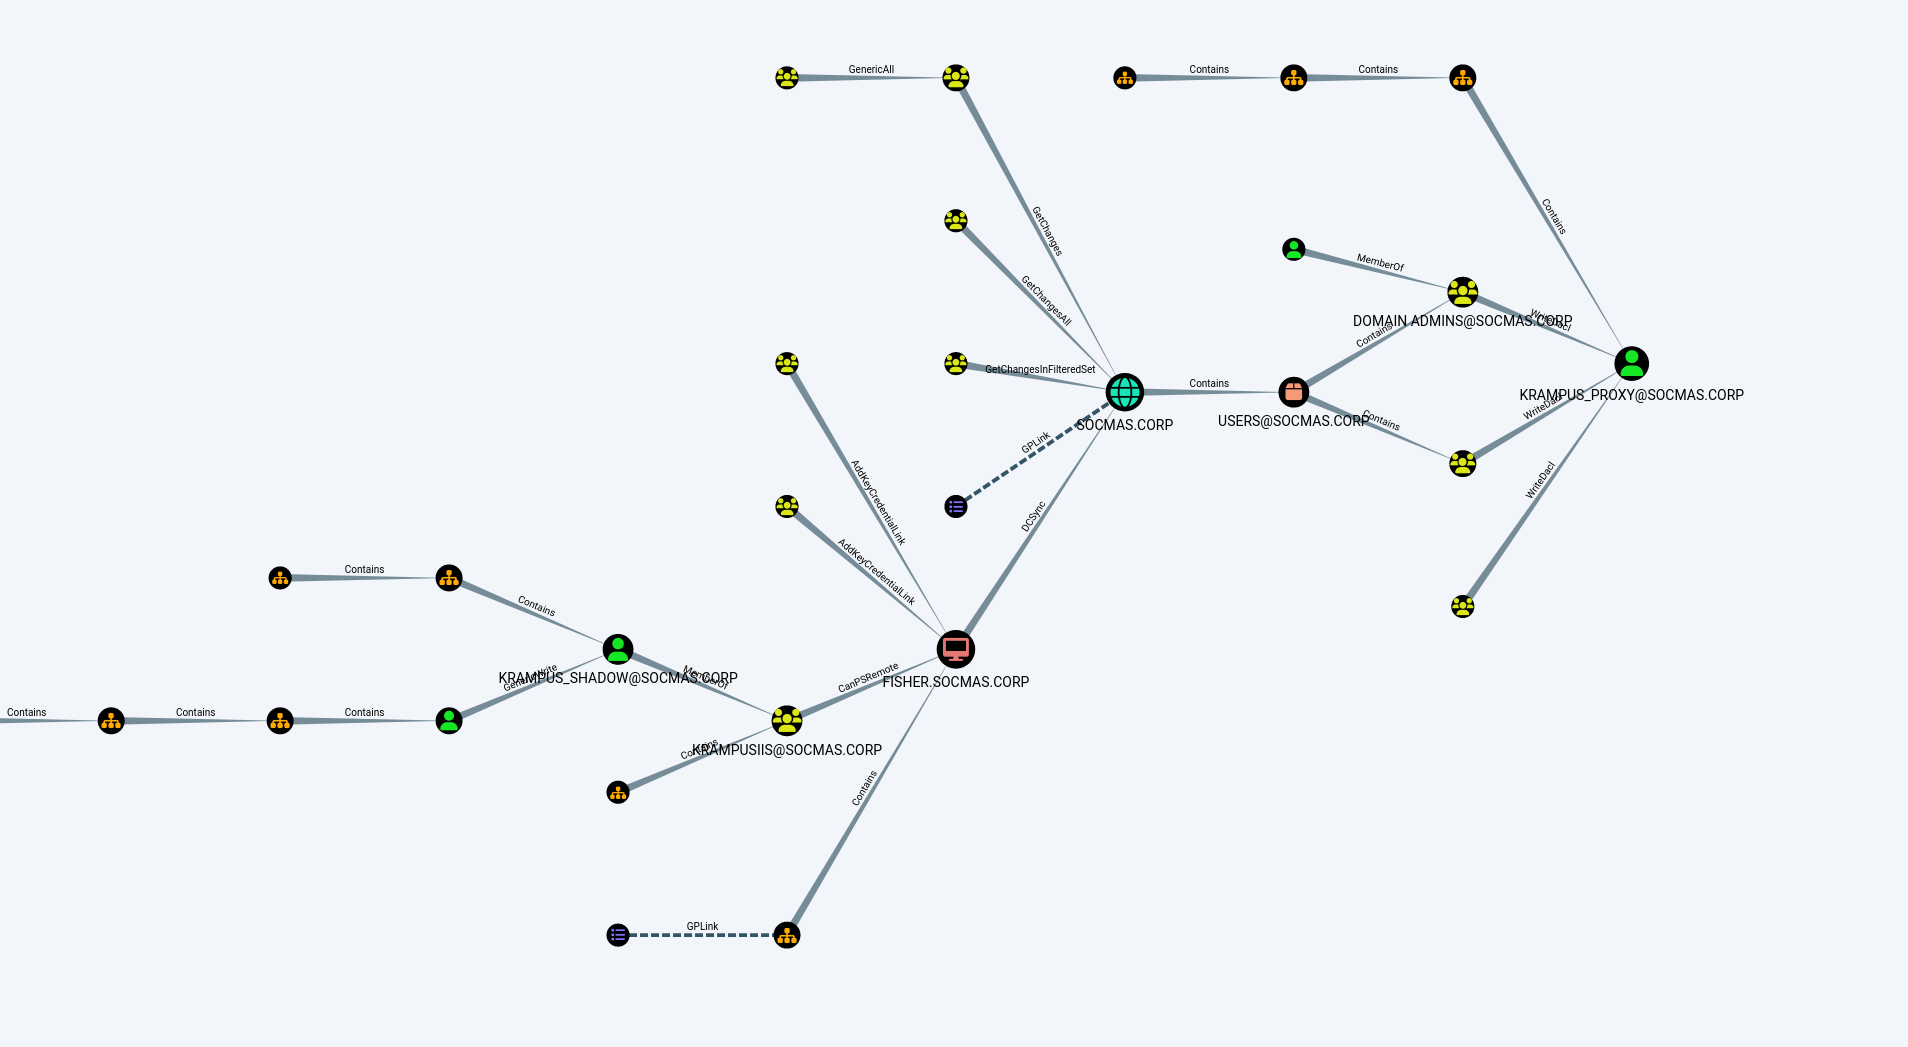 GenericAll
Contains
Contains
GetChanges
Contains
GetChangesAll
MemberOf
DOMAIN ADMINS@SOCMAS.CORP
WriteDacl
Contains
GetChangesInFilteredSet
Contains
KRAMPUS_PROXY@SOCMAS.CORP
WriteDacl
USERS@SOCMAS.CORP
Contains
SOCMAS.CORP
GPLink
WriteDacl
AddKeyCredentialLink
DCSync
AddKeyCredentialLink
Contains
Contains
KRAMPUS_SHADOW@SOCMAS.CORP
GenericWrite
MemberOf
CanPSRemote
FISHER.SOCMAS.CORP
Contains
Contains
Contains
KRAMPUSIIS@SOCMAS.CORP
Contains
Contains
GPLink